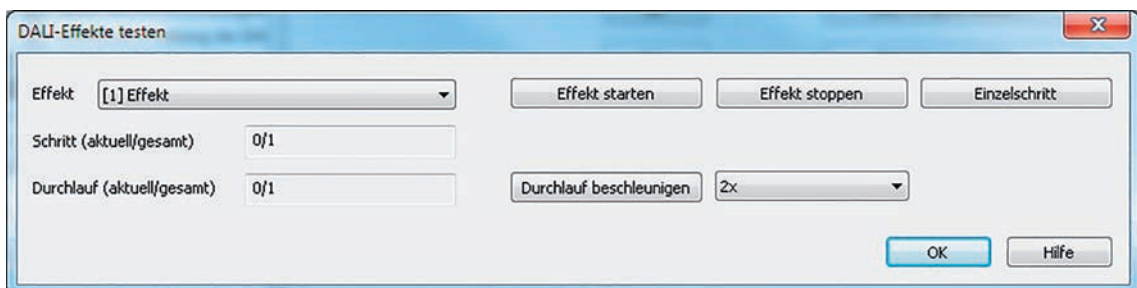 DALI-Effekte testen
Effekt [1] Effekt Effekt starten Effekt stoppen Einzelschritt
Schritt (aktuell/gesamt) 0/1
Durchlauf (aktuell/gesamt) 0/1 Durchlauf beschleunigen 2x
OK Hilfe